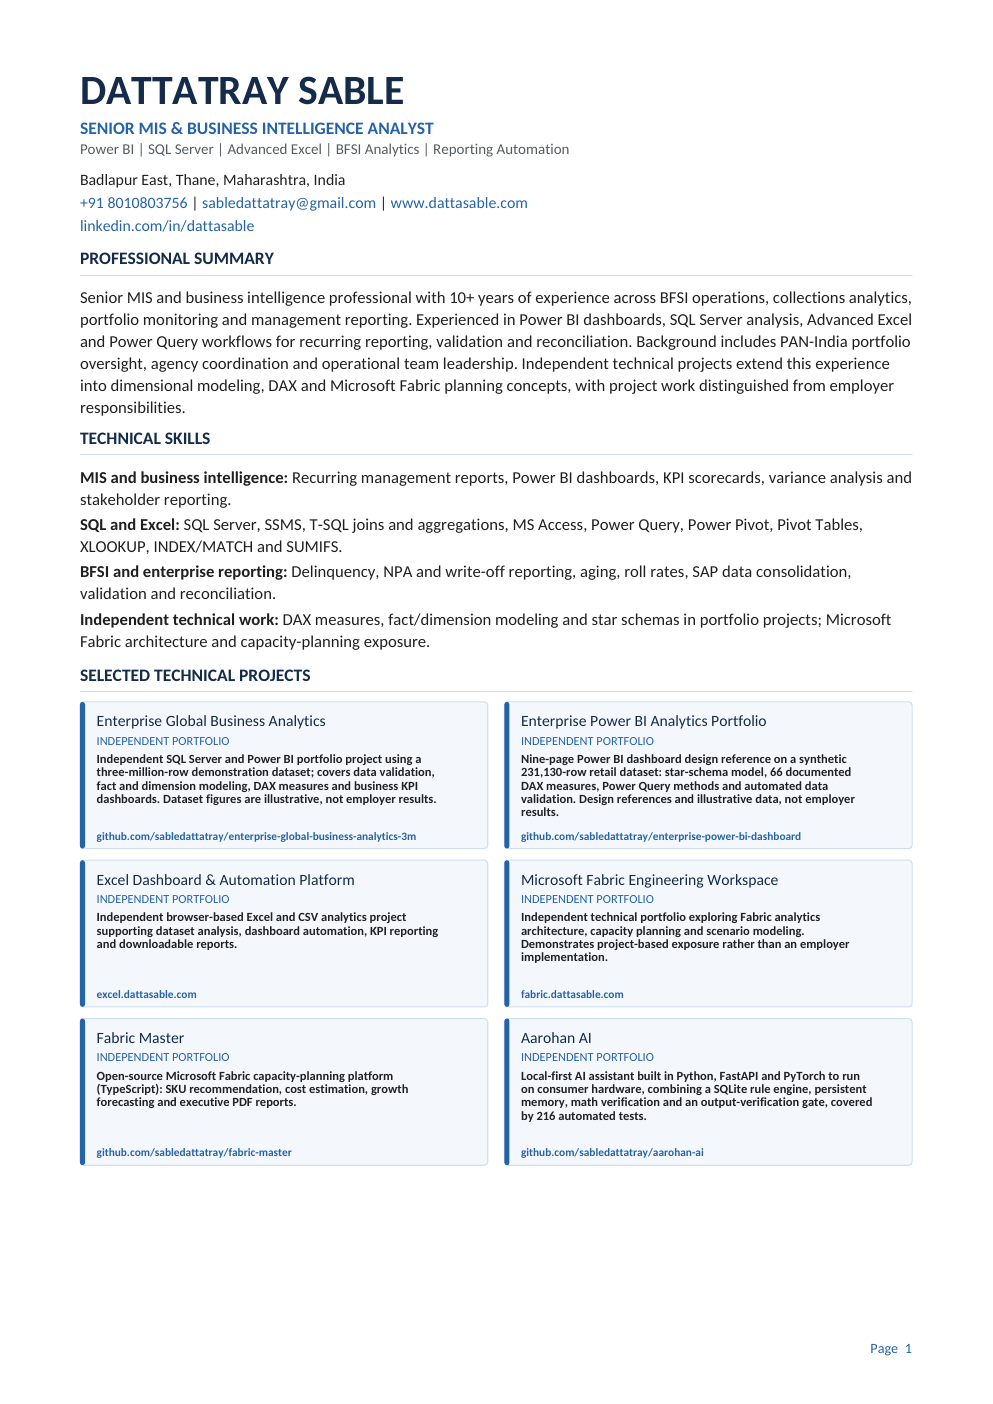 DATTATRAY SABLE
SENIOR MIS & BUSINESS INTELLIGENCE ANALYST
Power BI | SQL Server | Advanced Excel | BFSI Analytics | Reporting Automation
Badlapur East, Thane, Maharashtra, India
+91 8010803756 | sabledattatray@gmail.com | www.dattasable.com
linkedin.com/in/dattasable
PROFESSIONAL SUMMARY
Senior MIS and business intelligence professional with 10+ years of experience across BFSI operations, collections analytics,
portfolio monitoring and management reporting. Experienced in Power BI dashboards, SQL Server analysis, Advanced Excel
and Power Query workflows for recurring reporting, validation and reconciliation. Background includes PAN-India portfolio
oversight, agency coordination and operational team leadership. Independent technical projects extend this experience
into dimensional modeling, DAX and Microsoft Fabric planning concepts, with project work distinguished from employer
responsibilities.
TECHNICAL SKILLS
MIS and business intelligence: Recurring management reports, Power BI dashboards, KPI scorecards, variance analysis and
stakeholder reporting.
SQL and Excel: SQL Server, SSMS, T-SQL joins and aggregations, MS Access, Power Query, Power Pivot, Pivot Tables,
XLOOKUP, INDEX/MATCH and SUMIFS.
BFSI and enterprise reporting: Delinquency, NPA and write-off reporting, aging, roll rates, SAP data consolidation,
validation and reconciliation.
Independent technical work: DAX measures, fact/dimension modeling and star schemas in portfolio projects; Microsoft
Fabric architecture and capacity-planning exposure.
SELECTED TECHNICAL PROJECTS
Enterprise Global Business Analytics
INDEPENDENT PORTFOLIO
Independent SQL Server and Power BI portfolio project using a
three-million-row demonstration dataset; covers data validation,
fact and dimension modeling, DAX measures and business KPI
dashboards. Dataset figures are illustrative, not employer results.
github.com/sabledattatray/enterprise-global-business-analytics-3m
Enterprise Power BI Analytics Portfolio
INDEPENDENT PORTFOLIO
Nine-page Power BI dashboard design reference on a synthetic
231,130-row retail dataset: star-schema model, 66 documented
DAX measures, Power Query methods and automated data
validation. Design references and illustrative data, not employer
results.
github.com/sabledattatray/enterprise-power-bi-dashboard
Excel Dashboard & Automation Platform
INDEPENDENT PORTFOLIO
Independent browser-based Excel and CSV analytics project
supporting dataset analysis, dashboard automation, KPI reporting
and downloadable reports.
excel.dattasable.com
Microsoft Fabric Engineering Workspace
INDEPENDENT PORTFOLIO
Independent technical portfolio exploring Fabric analytics
architecture, capacity planning and scenario modeling.
Demonstrates project-based exposure rather than an employer
implementation.
fabric.dattasable.com
Fabric Master
INDEPENDENT PORTFOLIO
Open-source Microsoft Fabric capacity-planning platform
(TypeScript): SKU recommendation, cost estimation, growth
forecasting and executive PDF reports.
github.com/sabledattatray/fabric-master
Aarohan AI
INDEPENDENT PORTFOLIO
Local-first AI assistant built in Python, FastAPI and PyTorch to run
on consumer hardware, combining a SQLite rule engine, persistent
memory, math verification and an output-verification gate, covered
by 216 automated tests.
github.com/sabledattatray/aarohan-ai
Page 1